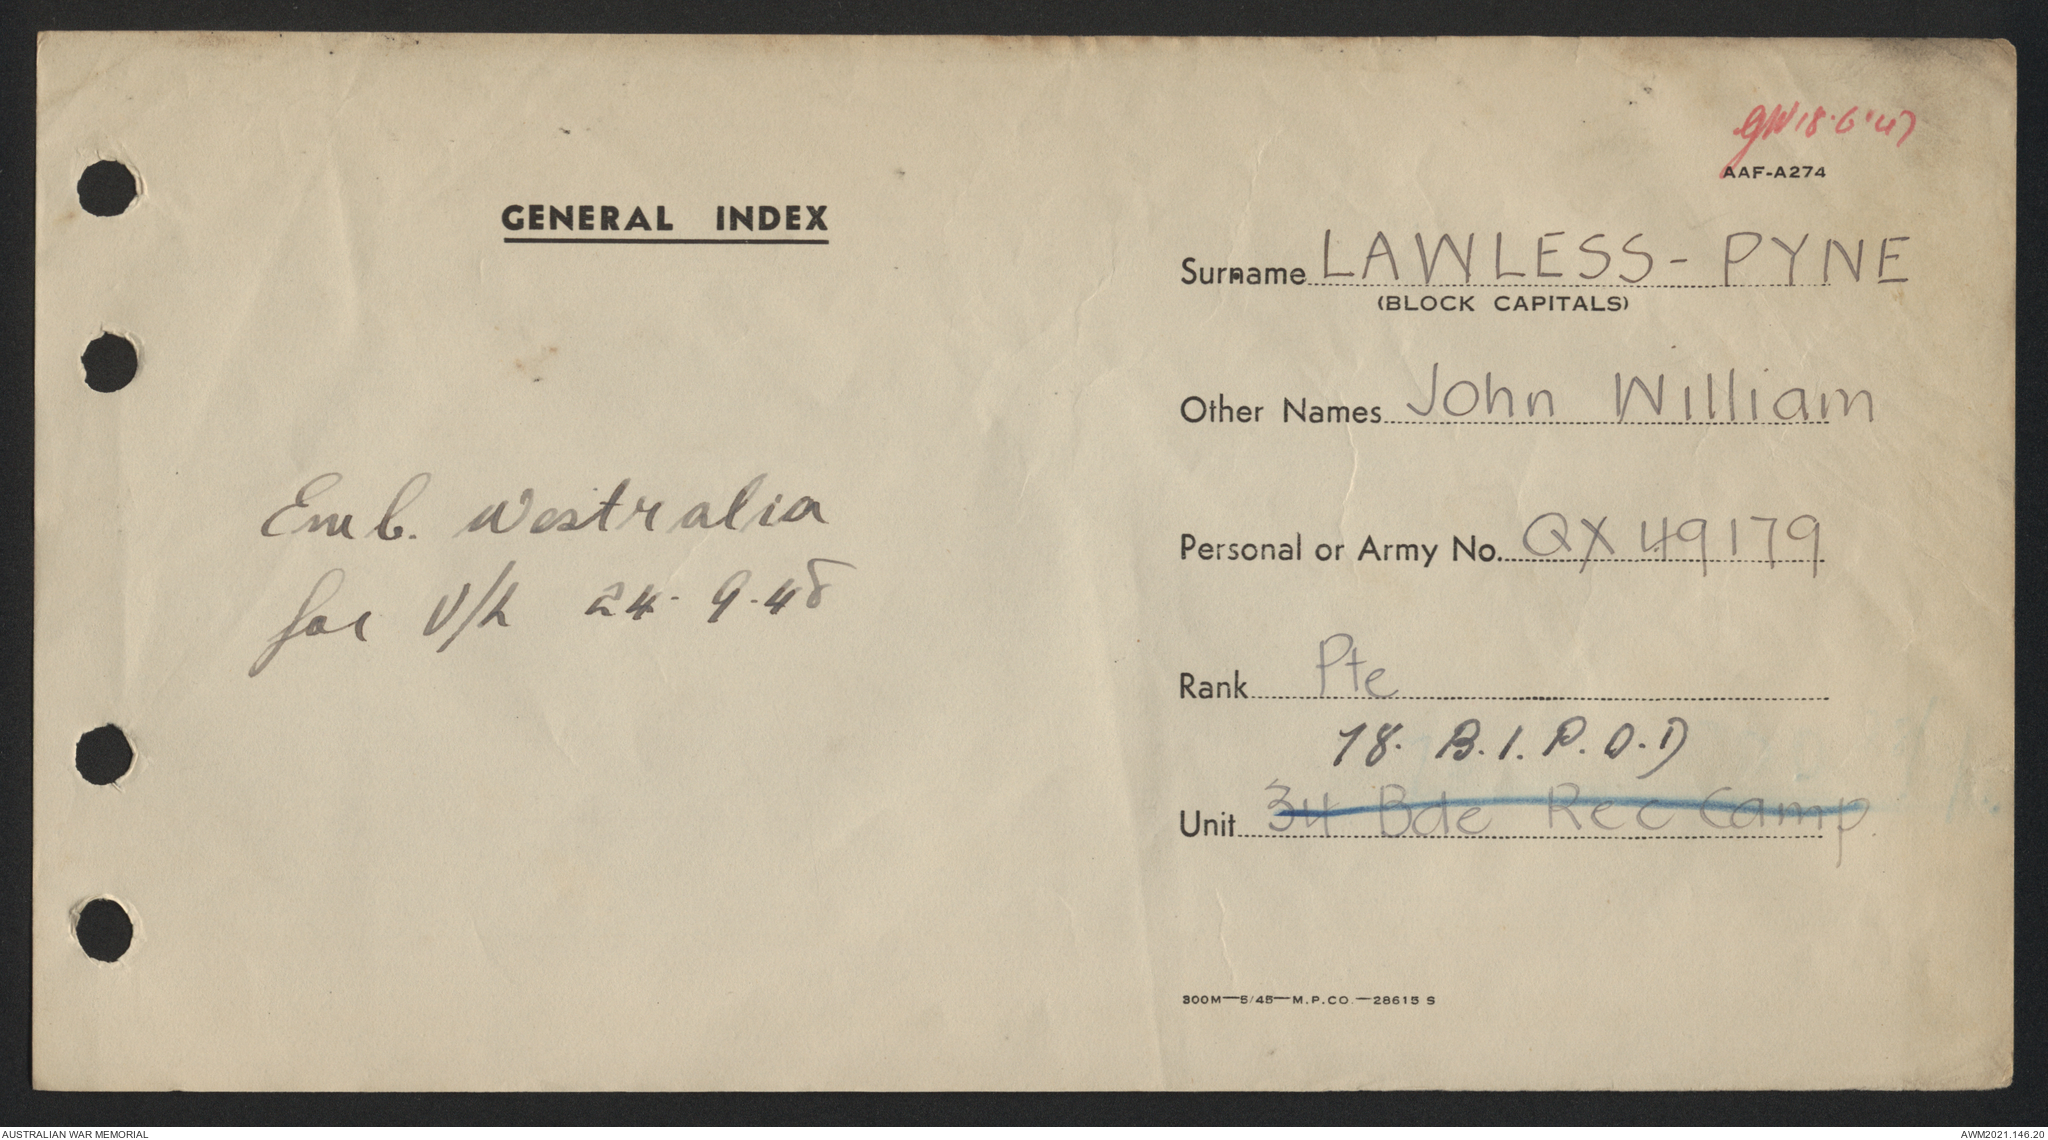 GW 18.6.47
AAF-A274
GENERAL INDEX
Surname LAWLESS - PYNE
(BLOCK CAPITALS)
Other Names John William
Personal or Army No. QX 49179
Rank Pte
18. B.I.P.O.D
Unit 34 Bde Rec Camp.
Emb. Westralia
for 24.9.48
300M—5/45—M.P.CO.—28615 S
AUSTRALIAN WAR MEMORIAL
AWM2021.146.20